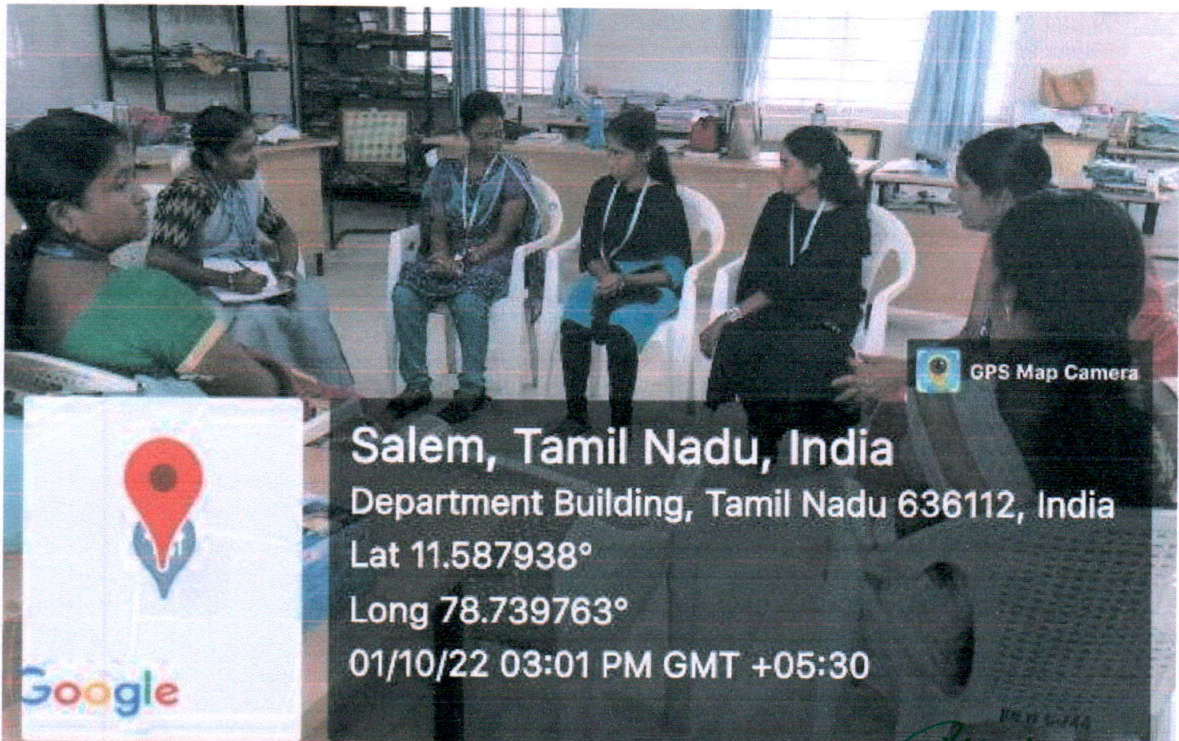 GPS Map Camera
Salem, Tamil Nadu, India
Department Building, Tamil Nadu 636112, India
Lat 11.587938°
Long 78.739763°
01/10/22 03:01 PM GMT +05:30
Google